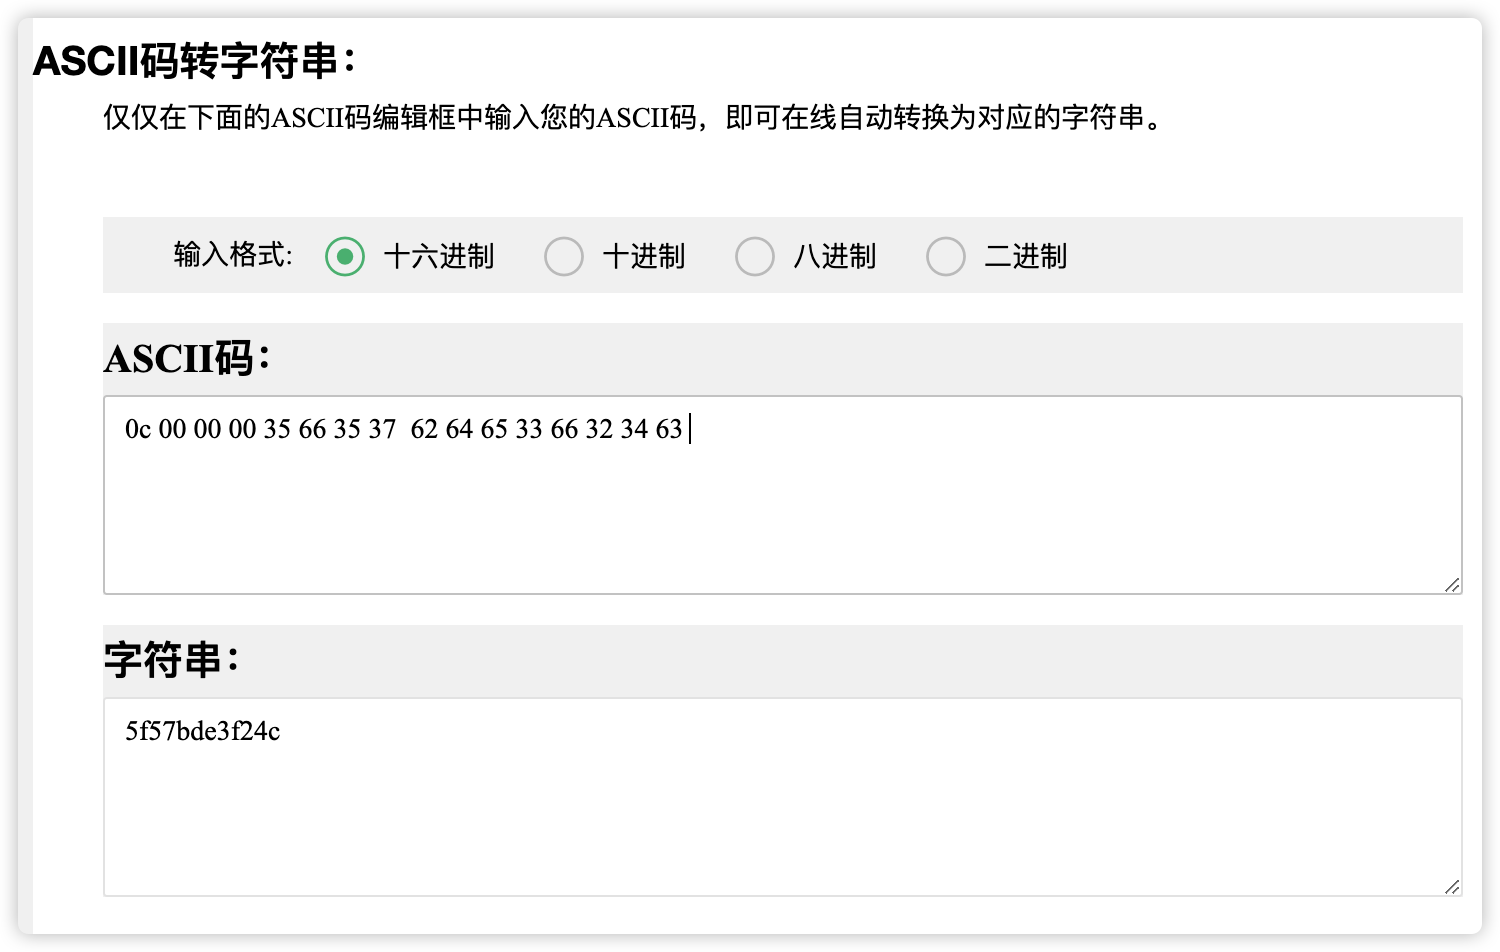 ASCII码转字符串：
仅仅在下面的ASCII码编辑框中输入您的ASCII码，即可在线自动转换为对应的字符串。
输入格式: 十六进制 十进制 八进制 二进制
ASCII码：
0c 00 00 00 35 66 35 37  62 64 65 33 66 32 34 63
字符串：
5f57bde3f24c